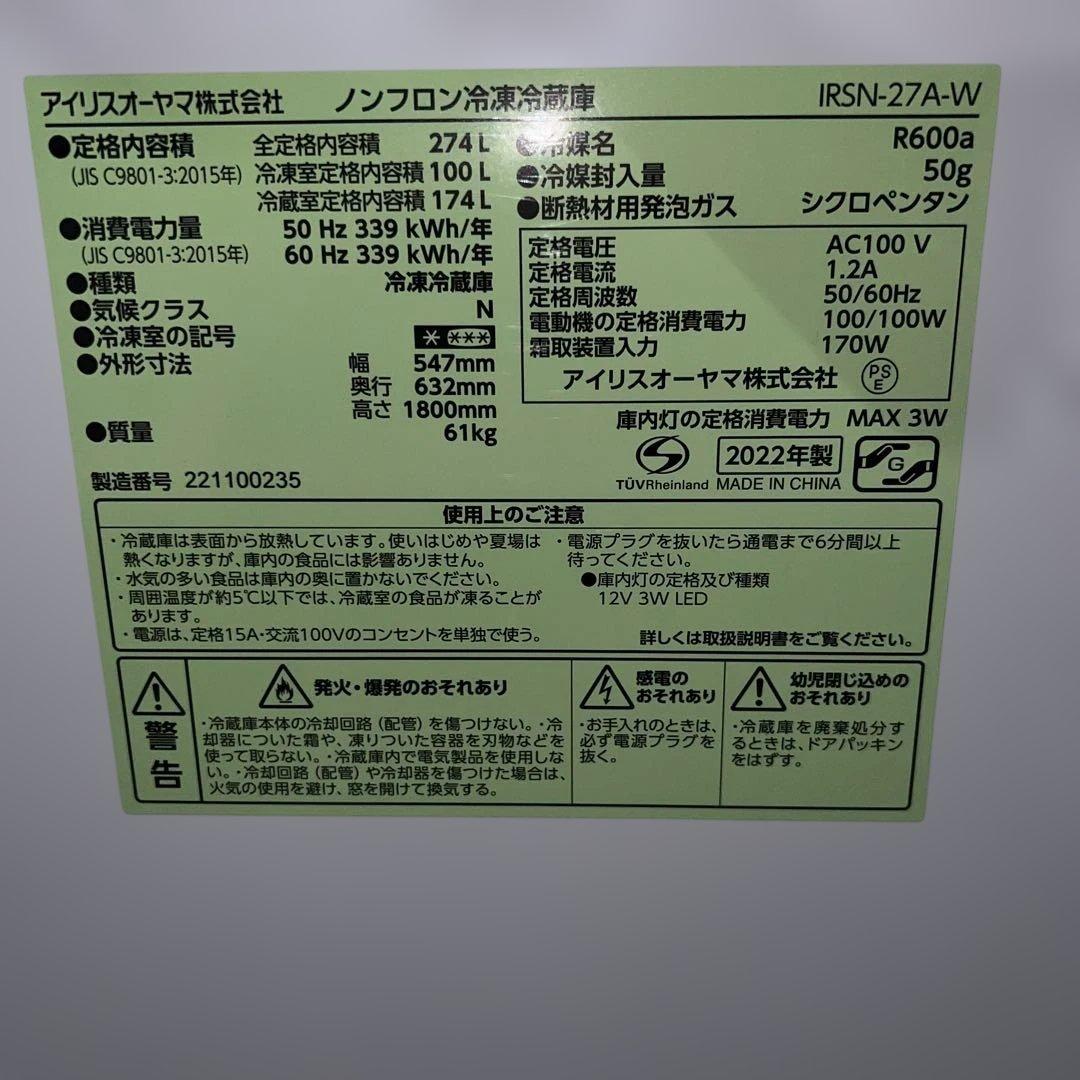 アイリスオーヤマ株式会社 ノンフロン冷凍冷蔵庫 IRSN-27A-W
●定格内容積 全定格内容積 274 L
(JIS C9801-3:2015年) 冷凍室定格内容積 100 L
冷蔵室定格内容積 174 L
●消費電力量 50 Hz 339 kWh/年
(JIS C9801-3:2015年) 60 Hz 339 kWh/年
●種類 冷凍冷蔵庫
●気候クラス N
●冷凍室の記号
●外形寸法 幅 547mm
奥行 632mm
高さ 1800mm
●質量 61kg
製造番号 221100235
●冷媒名 R600a
●冷媒封入量 50g
●断熱材用発泡ガス シクロペンタン
定格電圧 AC100 V
定格電流 1.2A
定格周波数 50/60Hz
電動機の定格消費電力 100/100W
霜取装置入力 170W
アイリスオーヤマ株式会社 PSE
庫内灯の定格消費電力 MAX 3W
TÜVRheinland
2022年製
MADE IN CHINA
G
使用上のご注意
・冷蔵庫は表面から放熱しています。使いはじめや夏場は
熱くなりますが、庫内の食品には影響ありません。
・水気の多い食品は庫内の奥に置かないでください。
・周囲温度が約5℃以下では、冷蔵室の食品が凍ることが
あります。
・電源は、定格15A・交流100Vのコンセントを単独で使う。
・電源プラグを抜いたら通電まで6分間以上
待ってください。
●庫内灯の定格及び種類
12V 3W LED
詳しくは取扱説明書をご覧ください。
警告
発火・爆発のおそれあり
・冷蔵庫本体の冷却回路（配管）を傷つけない。・冷
却器についた霜や、凍りついた容器を刃物などを
使って取らない。・冷蔵庫内で電気製品を使用しな
い。・冷却回路（配管）や冷却器を傷つけた場合は、
火気の使用を避け、窓を開けて換気する。
感電の
おそれあり
・お手入れのときは、
必ず電源プラグを
抜く。
幼児閉じ込めの
おそれあり
・冷蔵庫を廃棄処分す
るときは、ドアパッキン
をはずす。